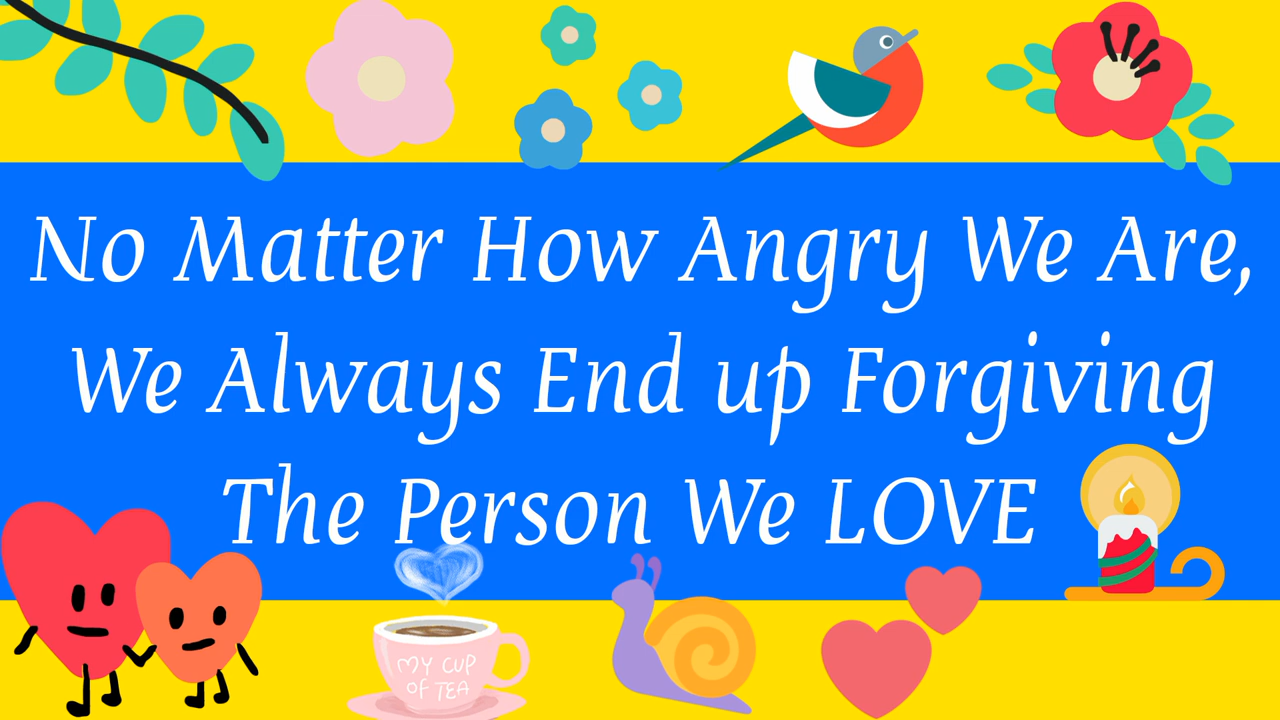 No Matter How Angry We Are,
We Always End up Forgiving
The Person We LOVE
MY CUP
OF TEA